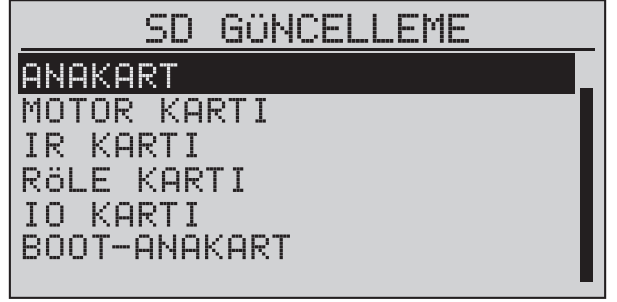 SD GüNCELLEME
ANAKART
MOTOR KARTI
IR KARTI
RöLE KARTI
IO KARTI
BOOT-ANAKART